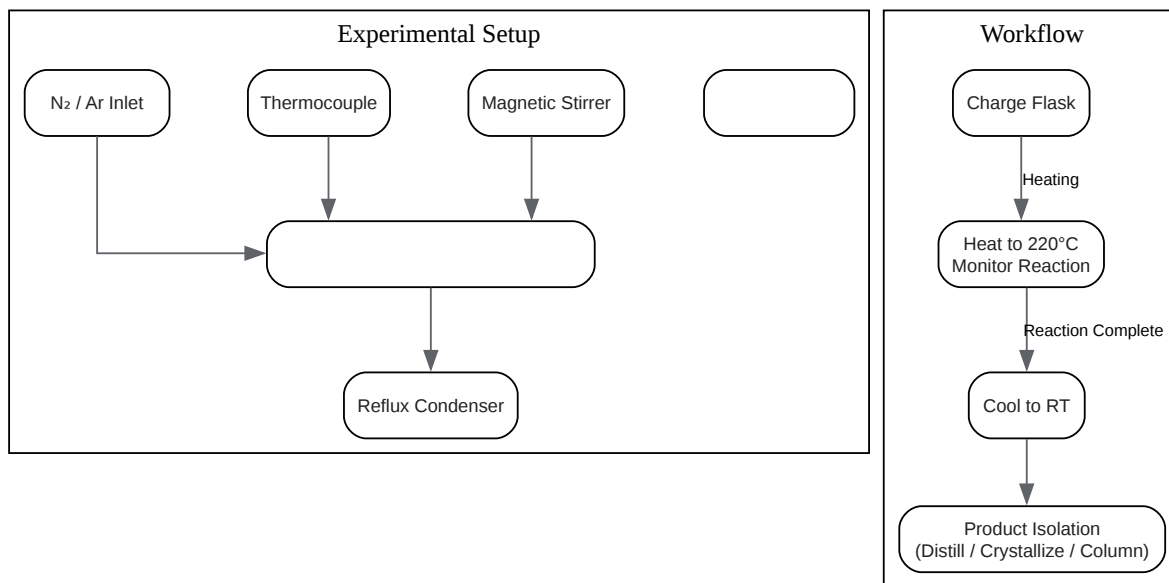 Experimental Setup
N₂ / Ar Inlet
Thermocouple
Magnetic Stirrer
Reflux Condenser
Workflow
Charge Flask
Heating
Heat to 220°C
Monitor Reaction
Reaction Complete
Cool to RT
Product Isolation
(Distill / Crystallize / Column)